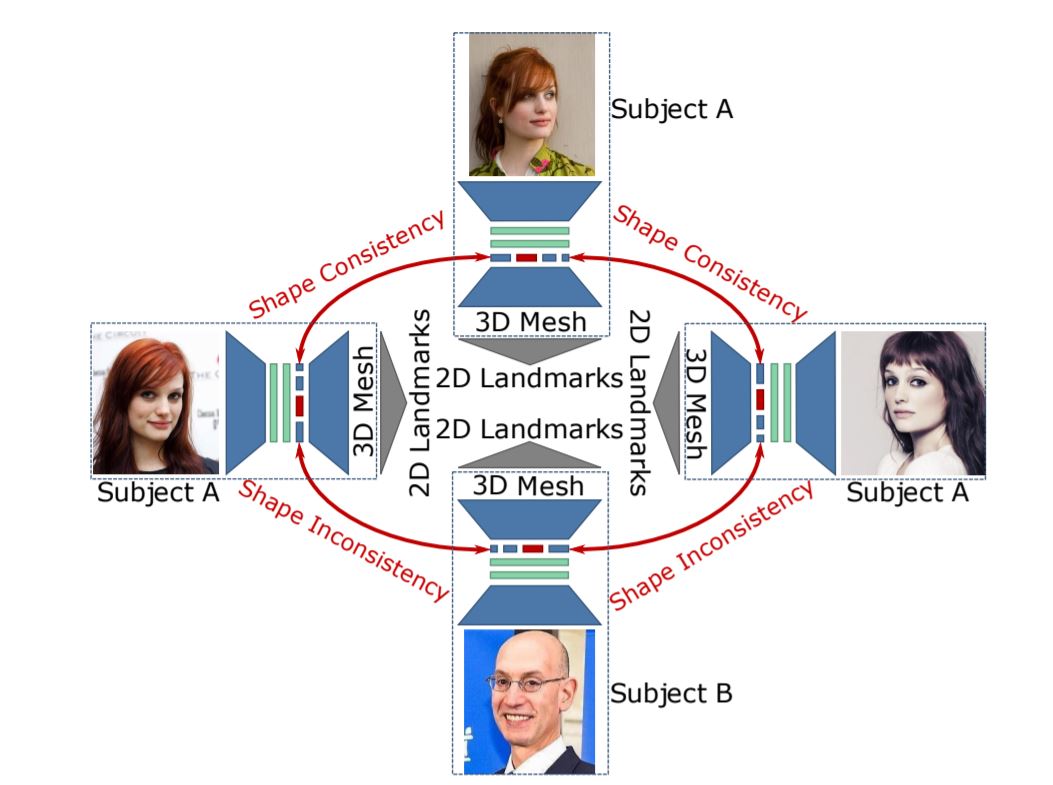 Subject A
Shape Consistency
Shape Consistency
3D Mesh
2D Landmarks
3D Mesh
2D Landmarks
2D Landmarks
3D Mesh
2D Landmarks
3D Mesh
Subject A
Subject A
Shape Inconsistency
Shape Inconsistency
Subject B